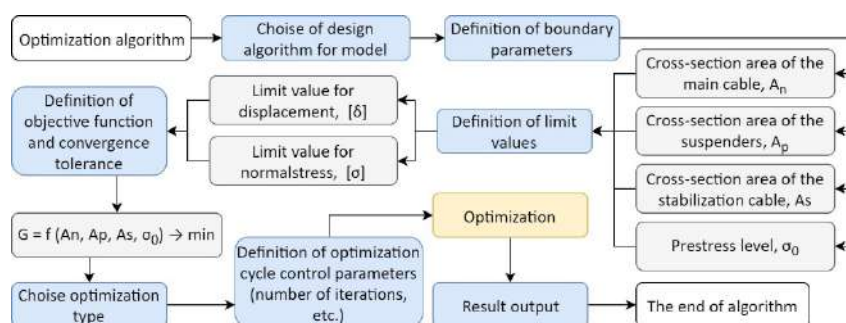 Optimization algorithm
Choise of design
algorithm for model
Definition of boundary
parameters
Cross-section area of the
main cable, Aₙ
Cross-section area of the
suspenders, Aₚ
Cross-section area of the
stabilization cable, As
Prestress level, σ₀
Definition of limit
values
Limit value for
displacement, [δ]
Limit value for
normalstress, [σ]
Definition of
objective function
and convergence
tolerance
G = f (An, Ap, As, σ₀) → min
Choise optimization
type
Definition of optimization
cycle control parameters
(number of iterations,
etc.)
Optimization
Result output
The end of algorithm